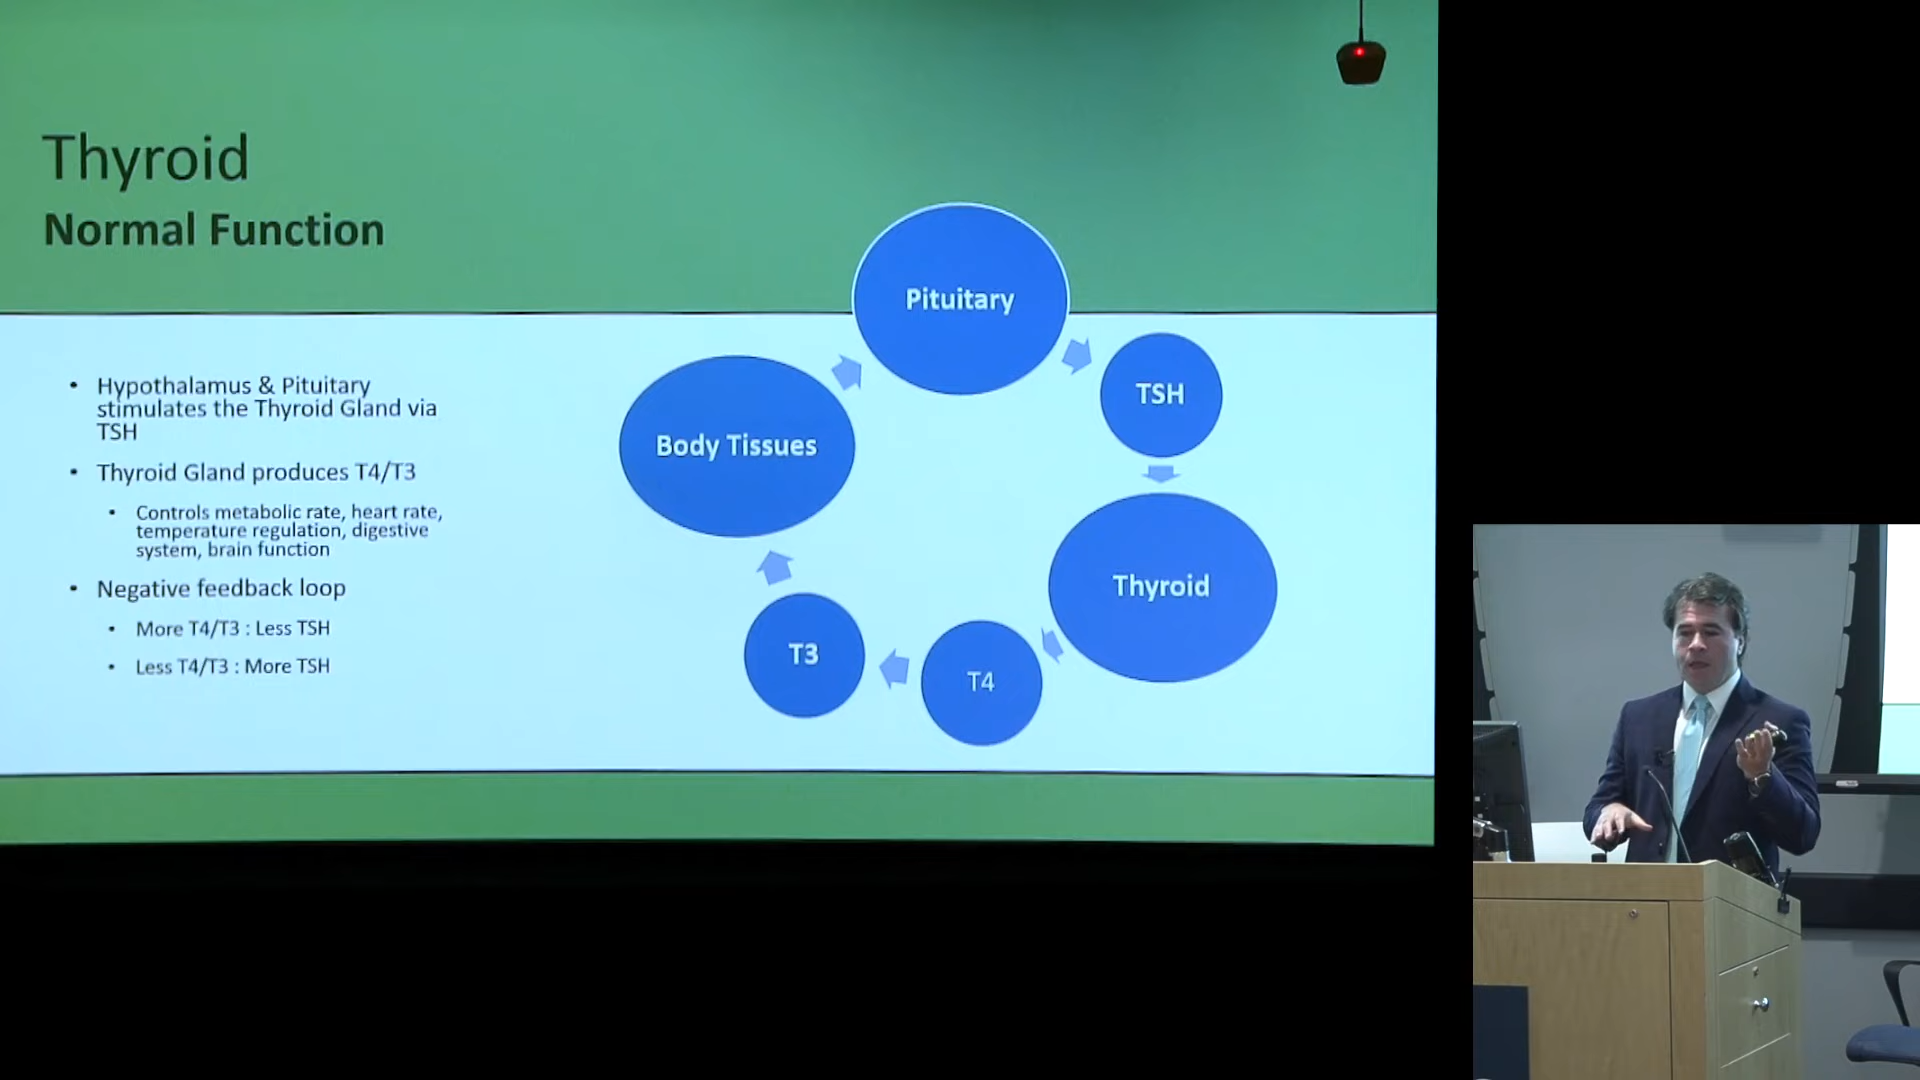 Thyroid
Normal Function
Hypothalamus & Pituitary
stimulates the Thyroid Gland via
TSH
Thyroid Gland produces T4/T3
Controls metabolic rate, heart rate,
temperature regulation, digestive
system, brain function
Negative feedback loop
More T4/T3 : Less TSH
Less T4/T3 : More TSH
Pituitary
TSH
Thyroid
T4
T3
Body Tissues